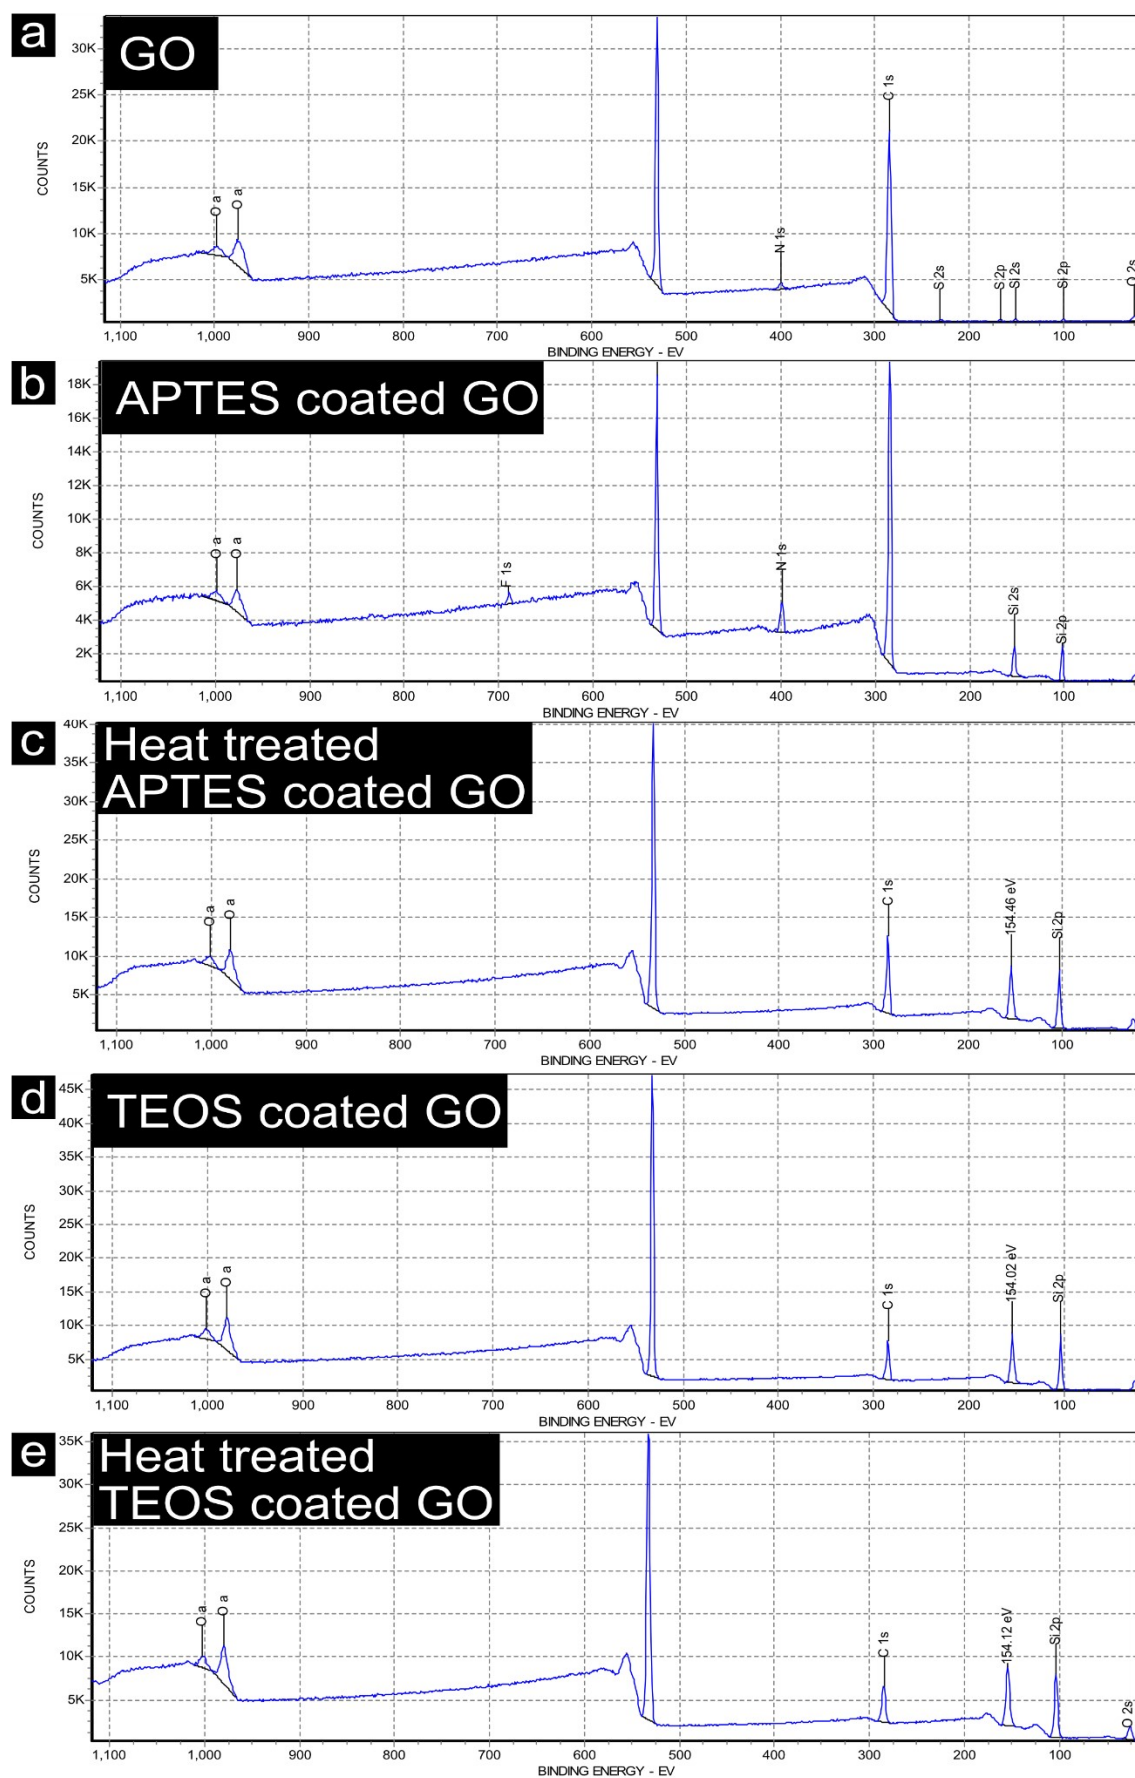 a
GO
30K
25K
20K
15K
10K
5K
COUNTS
O a
O a
N 1s
C 1s
S 2s
S 2p
Si 2s
Si 2p
O 2s
1,100 1,000 900 800 700 600 500 400 300 200 100
BINDING ENERGY - EV
b
APTES coated GO
18K
16K
14K
12K
10K
8K
6K
4K
2K
COUNTS
O a
O a
F 1s
N 1s
Si 2s
Si 2p
1,100 1,000 900 800 700 600 500 400 300 200 100
BINDING ENERGY - EV
c
Heat treated
APTES coated GO
40K
35K
30K
25K
20K
15K
10K
5K
COUNTS
O a
O a
C 1s
154.46 eV
Si 2p
1,100 1,000 900 800 700 600 500 400 300 200 100
BINDING ENERGY - EV
d
TEOS coated GO
45K
40K
35K
30K
25K
20K
15K
10K
5K
COUNTS
O a
O a
C 1s
154.02 eV
Si 2p
1,100 1,000 900 800 700 600 500 400 300 200 100
BINDING ENERGY - EV
e
Heat treated
TEOS coated GO
35K
30K
25K
20K
15K
10K
5K
COUNTS
O a
O a
C 1s
154.12 eV
Si 2p
O 2s
1,100 1,000 900 800 700 600 500 400 300 200 100
BINDING ENERGY - EV